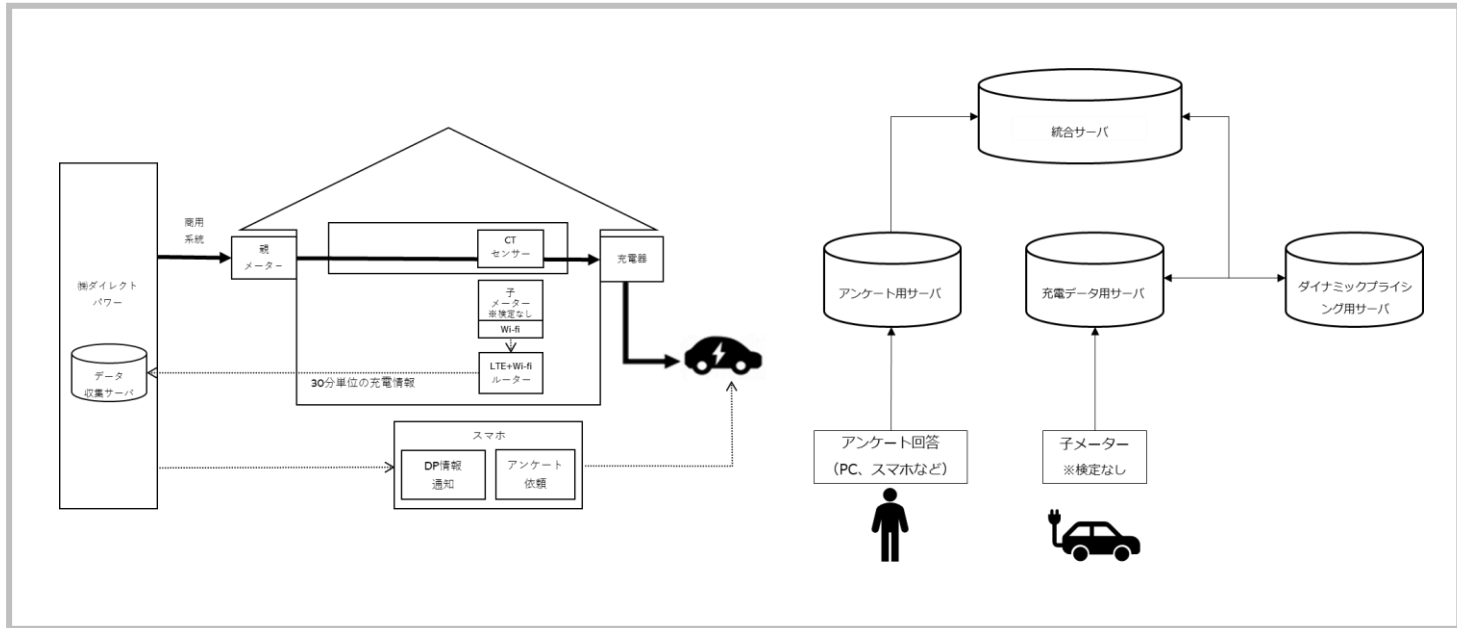 商用
系統
親
メーター
CT
センサー
充電器
㈱ダイレクト
パワー
子
メーター
※検定なし
Wi-fi
LTE+Wi-fi
ルーター
30分単位の充電情報
データ
収集サーバ
スマホ
DP情報
通知
アンケート
依頼
統合サーバ
アンケート用サーバ
充電データ用サーバ
ダイナミックプライシ
ング用サーバ
アンケート回答
（PC、スマホなど）
子メーター
※検定なし